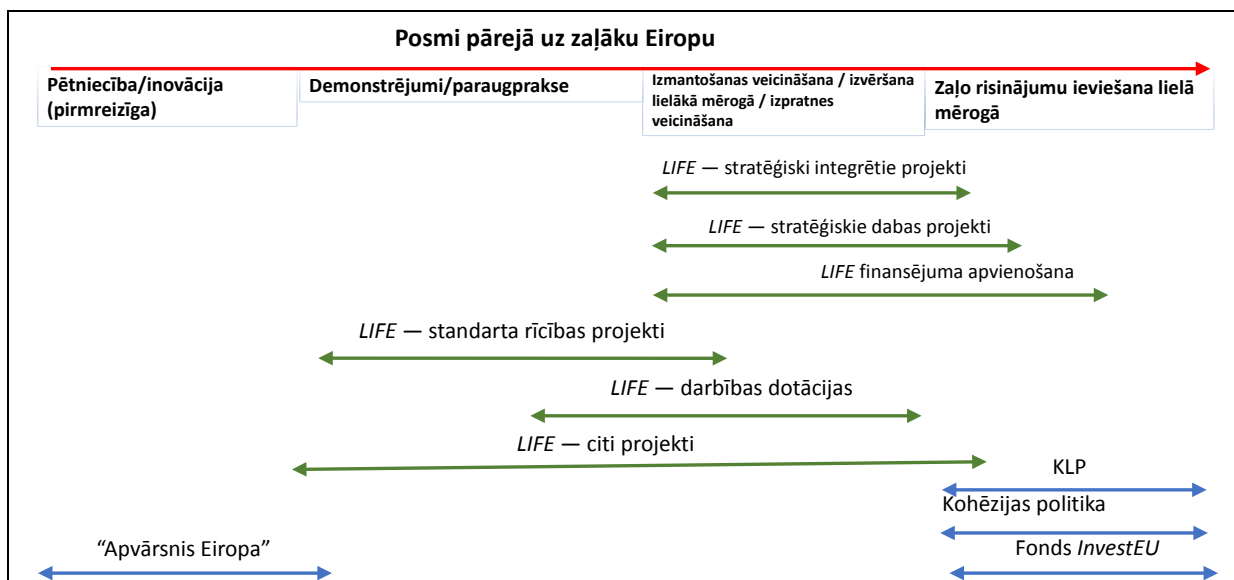 Posmi pārejā uz zaļāku Eiropu
Pētniecība/inovācija
(pirmreizīga)
Demonstrējumi/paraugprakse
Izmantošanas veicināšana / izvēršana
lielākā mērogā / izpratnes
veicināšana
Zaļo risinājumu ieviešana lielā
mērogā
LIFE — stratēģiski integrētie projekti
LIFE — stratēģiskie dabas projekti
LIFE finansējuma apvienošana
LIFE — standarta rīcības projekti
LIFE — darbības dotācijas
LIFE — citi projekti
KLP
Kohēzijas politika
“Apvārsnis Eiropa”
Fonds InvestEU